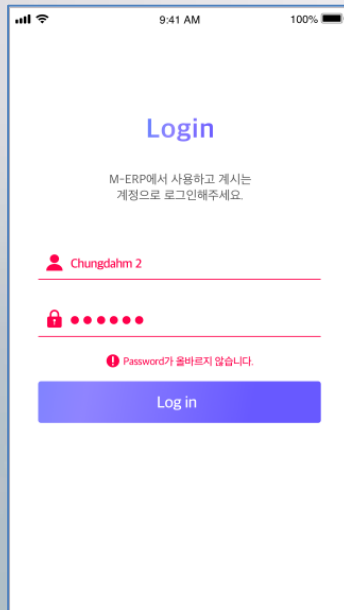 9:41 AM 100%
Login
M-ERP에서 사용하고 계시는
계정으로 로그인해주세요.
Chungdahm 2
Password가 올바르지 않습니다.
Log in